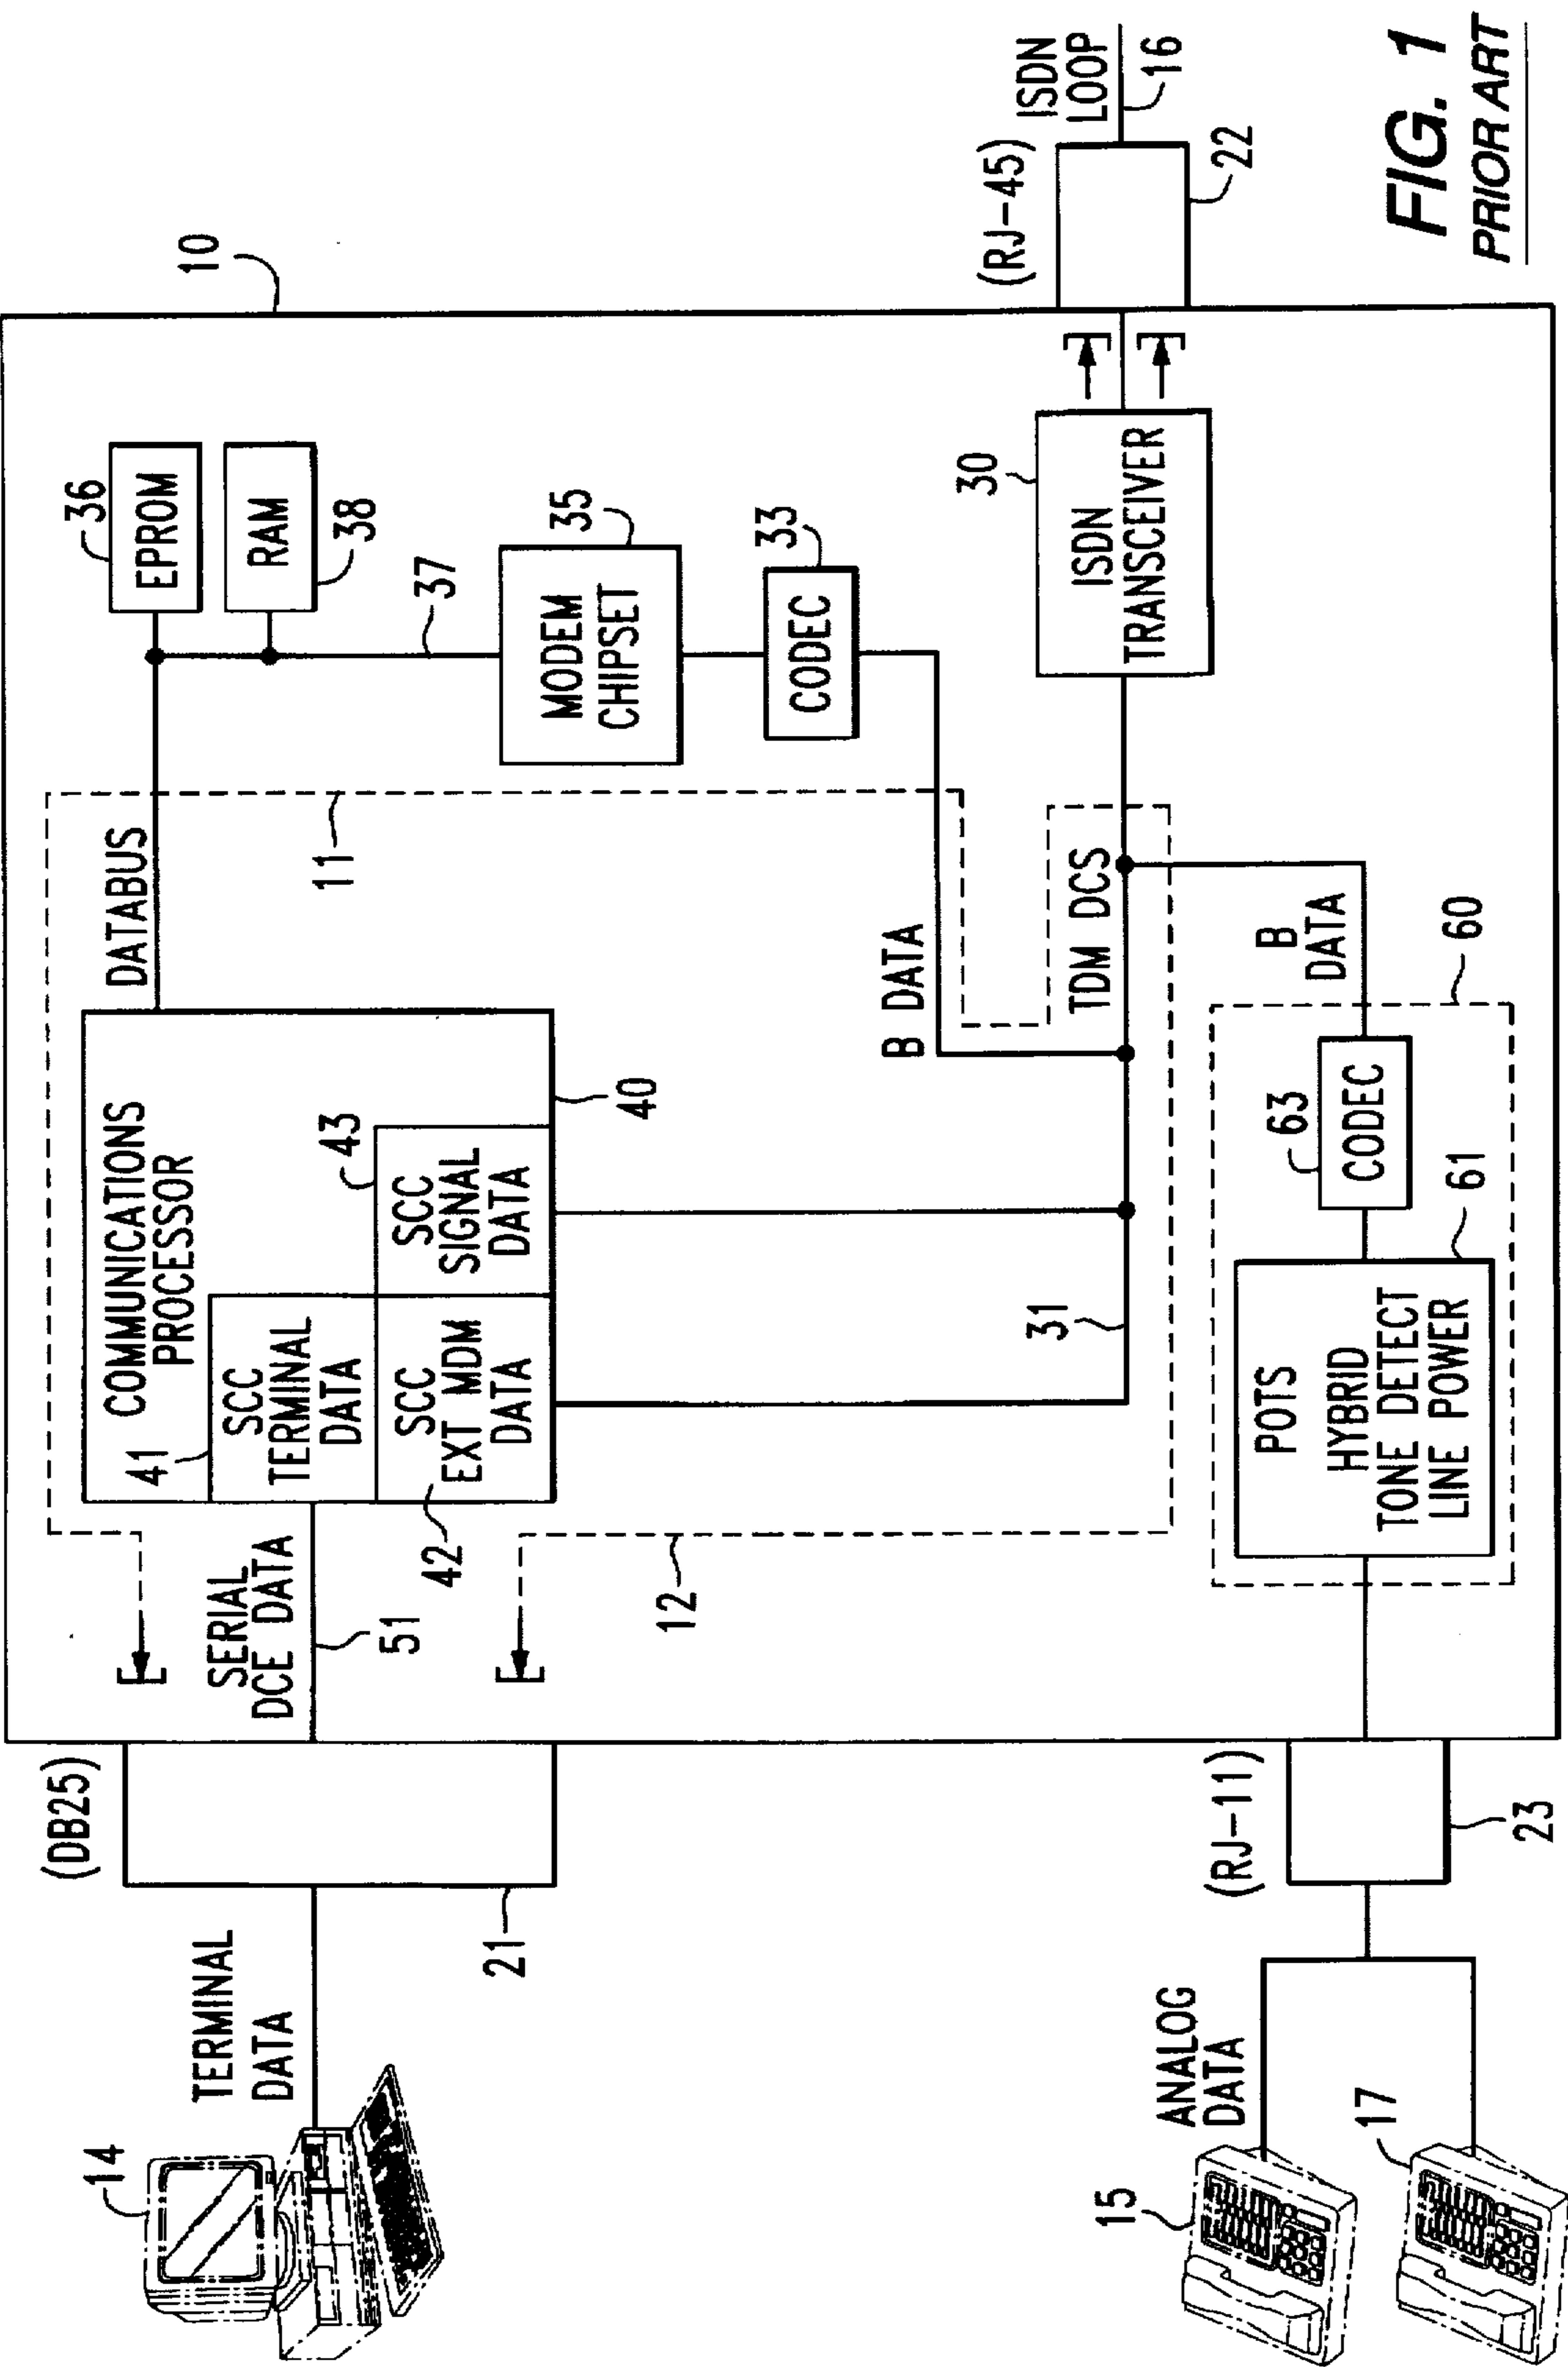 10
36
EPROM
RAM
38
37
35
MODEM
CHIPSET
33
CODEC
30
ISDN
TRANSCEIVER
(RJ-45)
ISDN
LOOP
16
22
DATABUS
11
COMMUNICATIONS
PROCESSOR
41
SCC
TERMINAL
DATA
43
SCC
SIGNAL
DATA
SCC
EXT MDM
DATA
42
40
B DATA
TDM DCS
31
B
DATA
60
63
CODEC
61
POTS
HYBRID
TONE DETECT
LINE POWER
SERIAL
DCE DATA
51
12
(DB25)
21
(RJ-11)
23
TERMINAL
DATA
14
ANALOG
DATA
15
17
FIG. 1
PRIOR ART